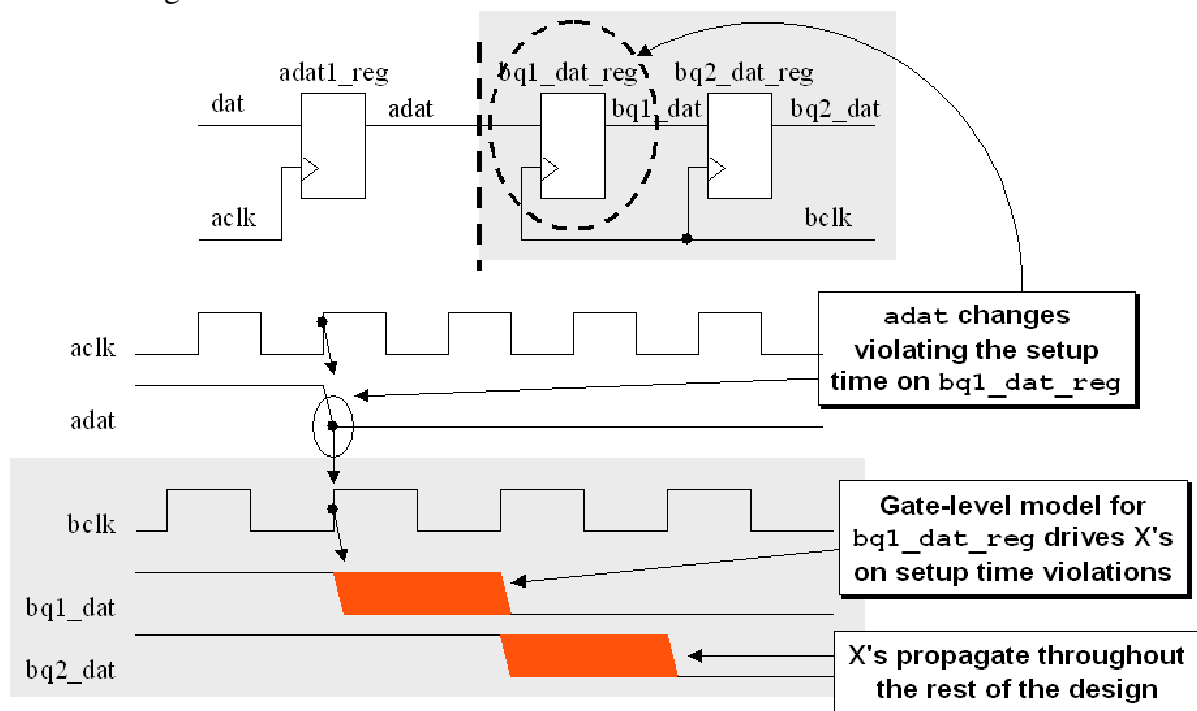 adat1_reg
bq1_dat_reg
bq2_dat_reg
dat
adat
bq1_dat
bq2_dat
aclk
bclk
aclk
adat changes
violating the setup
time on bq1_dat_reg
adat
bclk
Gate-level model for
bq1_dat_reg drives X's
on setup time violations
bq1_dat
bq2_dat
X's propagate throughout
the rest of the design